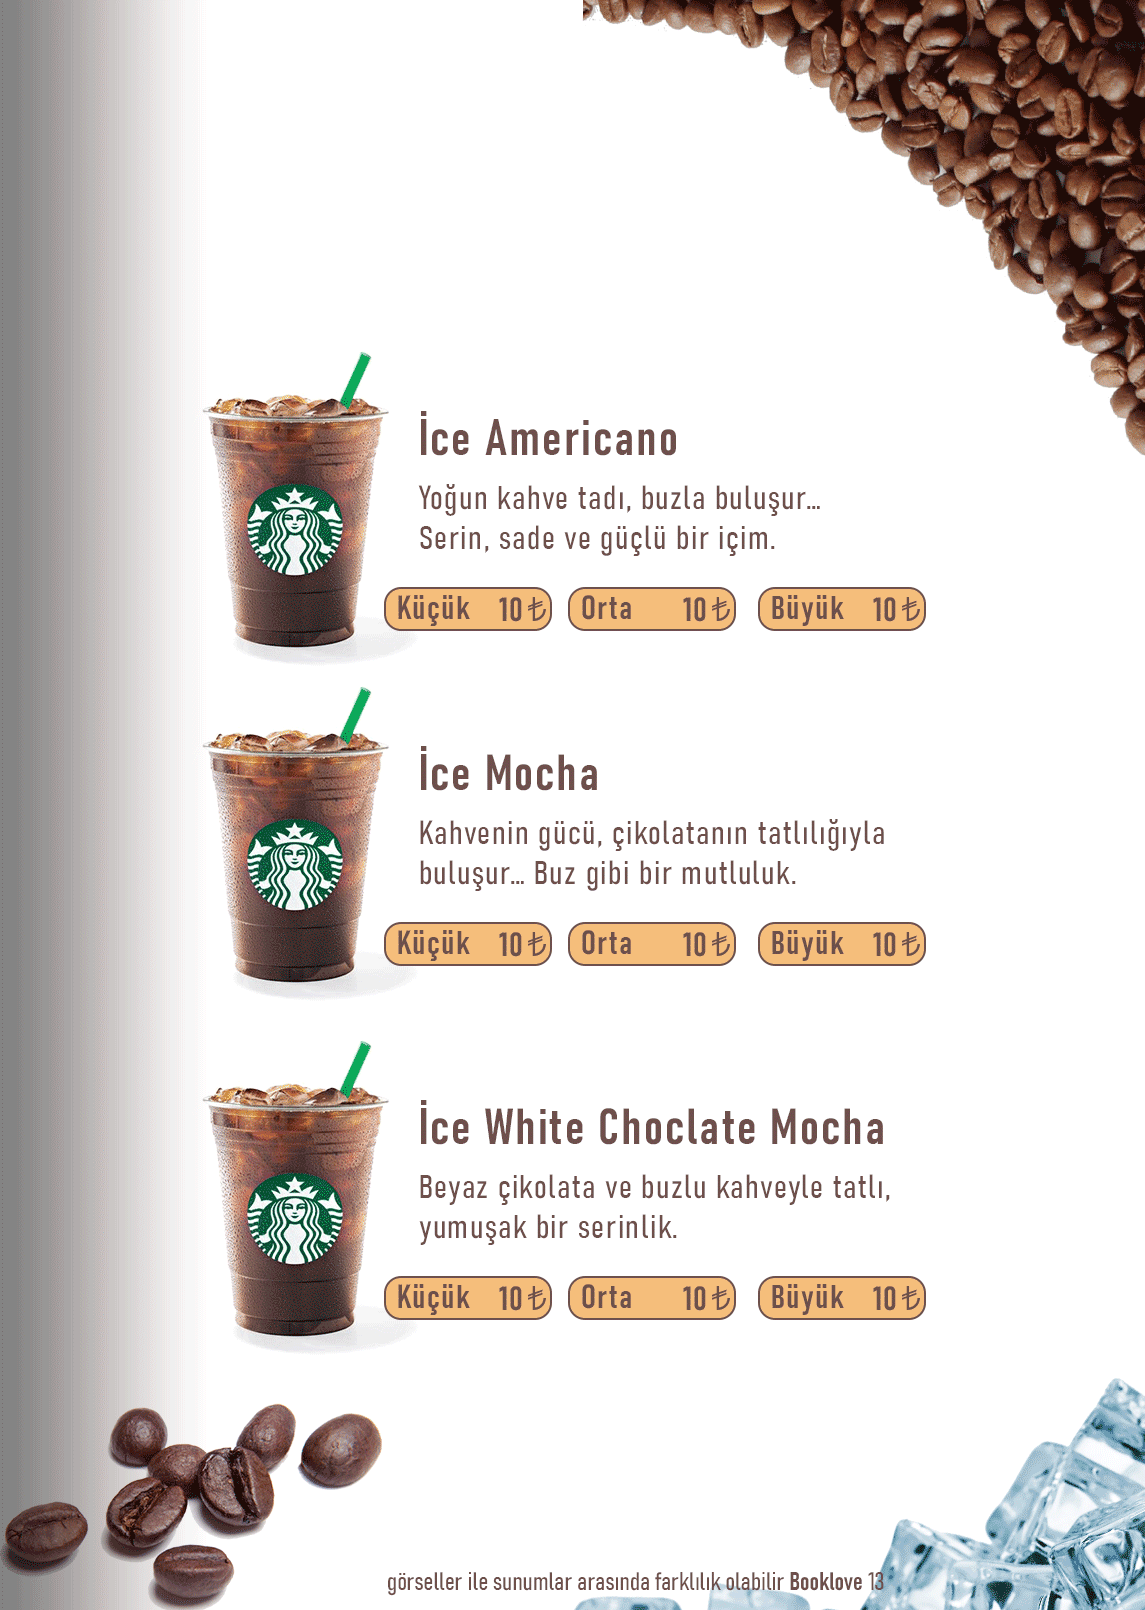 İce Americano
Yoğun kahve tadı, buzla buluşur...
Serin, sade ve güçlü bir içim.
Küçük 10 ₺ Orta 10 ₺ Büyük 10 ₺
İce Mocha
Kahvenin gücü, çikolatanın tatlılığıyla
buluşur... Buz gibi bir mutluluk.
Küçük 10 ₺ Orta 10 ₺ Büyük 10 ₺
İce White Choclate Mocha
Beyaz çikolata ve buzlu kahveyle tatlı,
yumuşak bir serinlik.
Küçük 10 ₺ Orta 10 ₺ Büyük 10 ₺
görseller ile sunumlar arasında farklılık olabilir Booklove 13